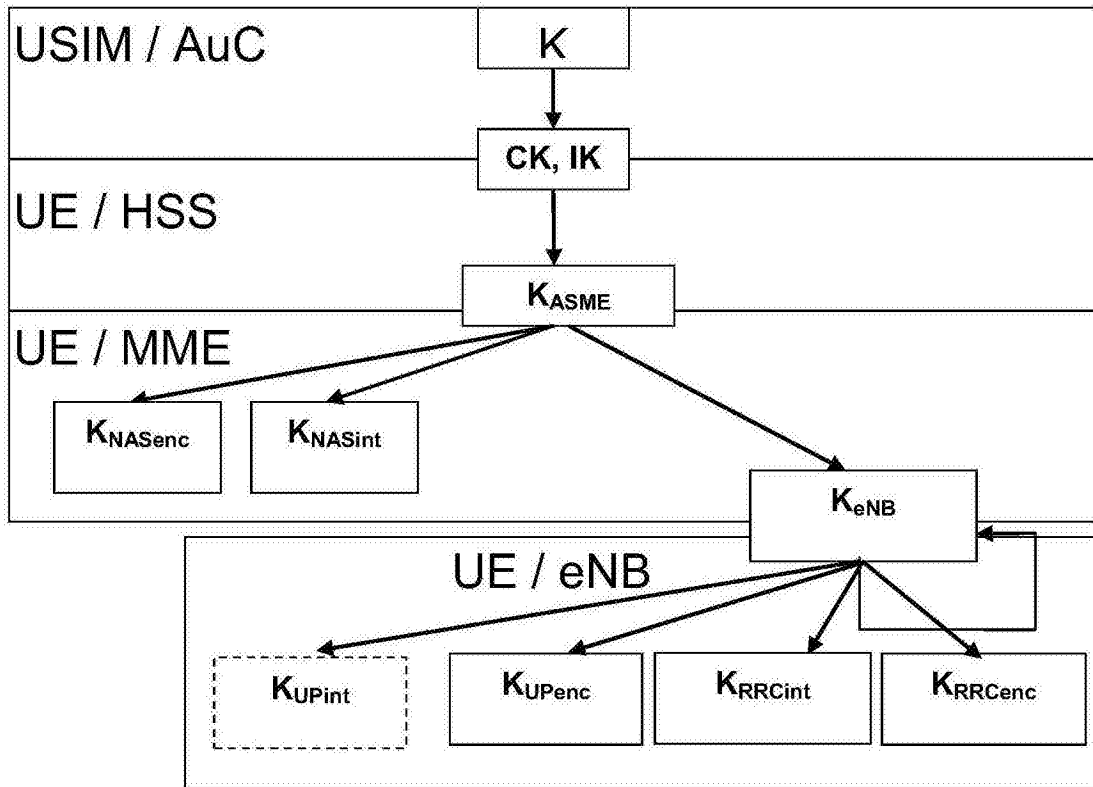 USIM / AuC
K
CK, IK
UE / HSS
KASME
UE / MME
KNASenc
KNASint
KeNB
UE / eNB
KUPint
KUPenc
KRRCint
KRRCenc